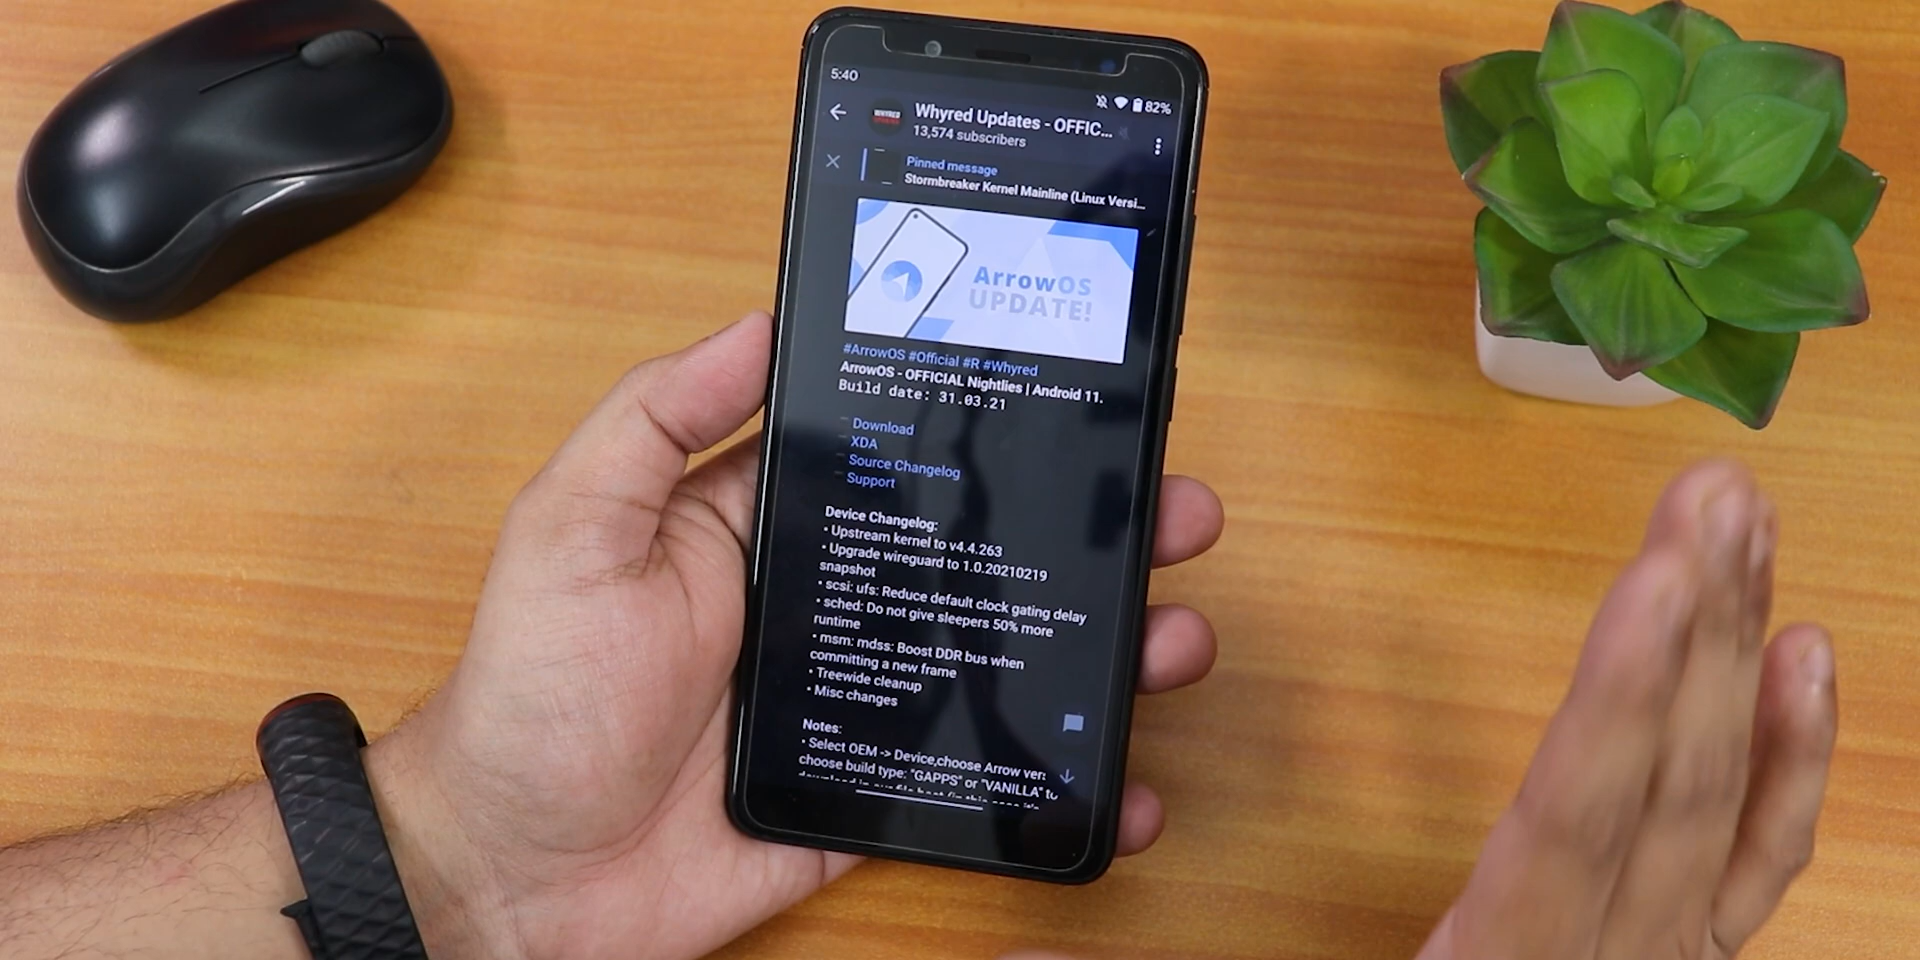 5:40
82%
Whyred Updates - OFFIC...
13,574 subscribers
Pinned message
Stormbreaker Kernel Mainline (Linux Versi...
ArrowOS
UPDATE!
#ArrowOS #Official #R #Whyred
ArrowOS - OFFICIAL Nightlies | Android 11.
Build date: 31.03.21
Download
XDA
Source Changelog
Support
Device Changelog:
• Upstream kernel to v4.4.263
• Upgrade wireguard to 1.0.20210219
snapshot
• scsi: ufs: Reduce default clock gating delay
• sched: Do not give sleepers 50% more
runtime
• msm: mdss: Boost DDR bus when
committing a new frame
• Treewide cleanup
• Misc changes
Notes:
• Select OEM -> Device,choose Arrow vers
choose build type: "GAPPS" or "VANILLA" to